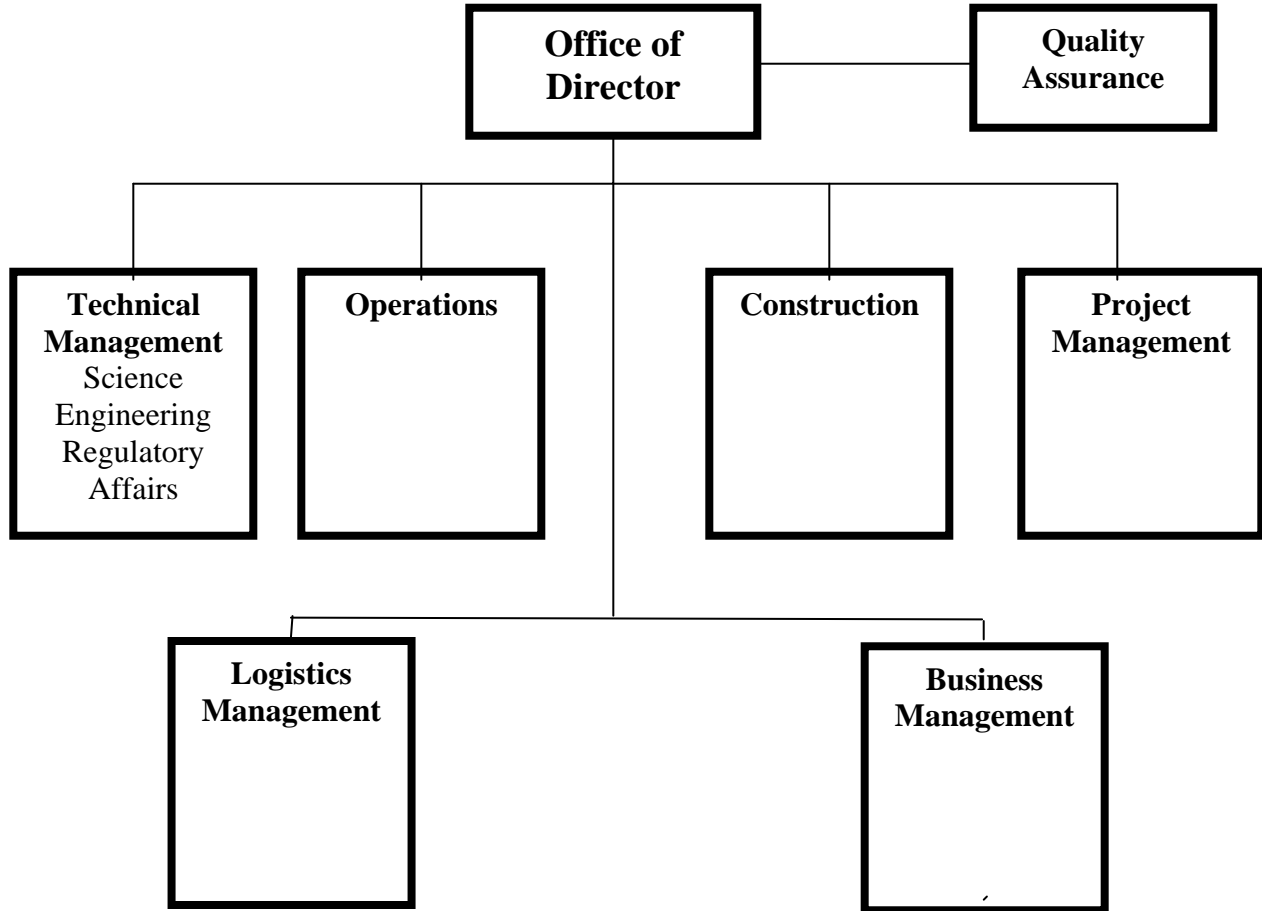 Office of
Director
Quality
Assurance
Technical
Management
Science
Engineering
Regulatory
Affairs
Operations
Construction
Project
Management
Logistics
Management
Business
Management